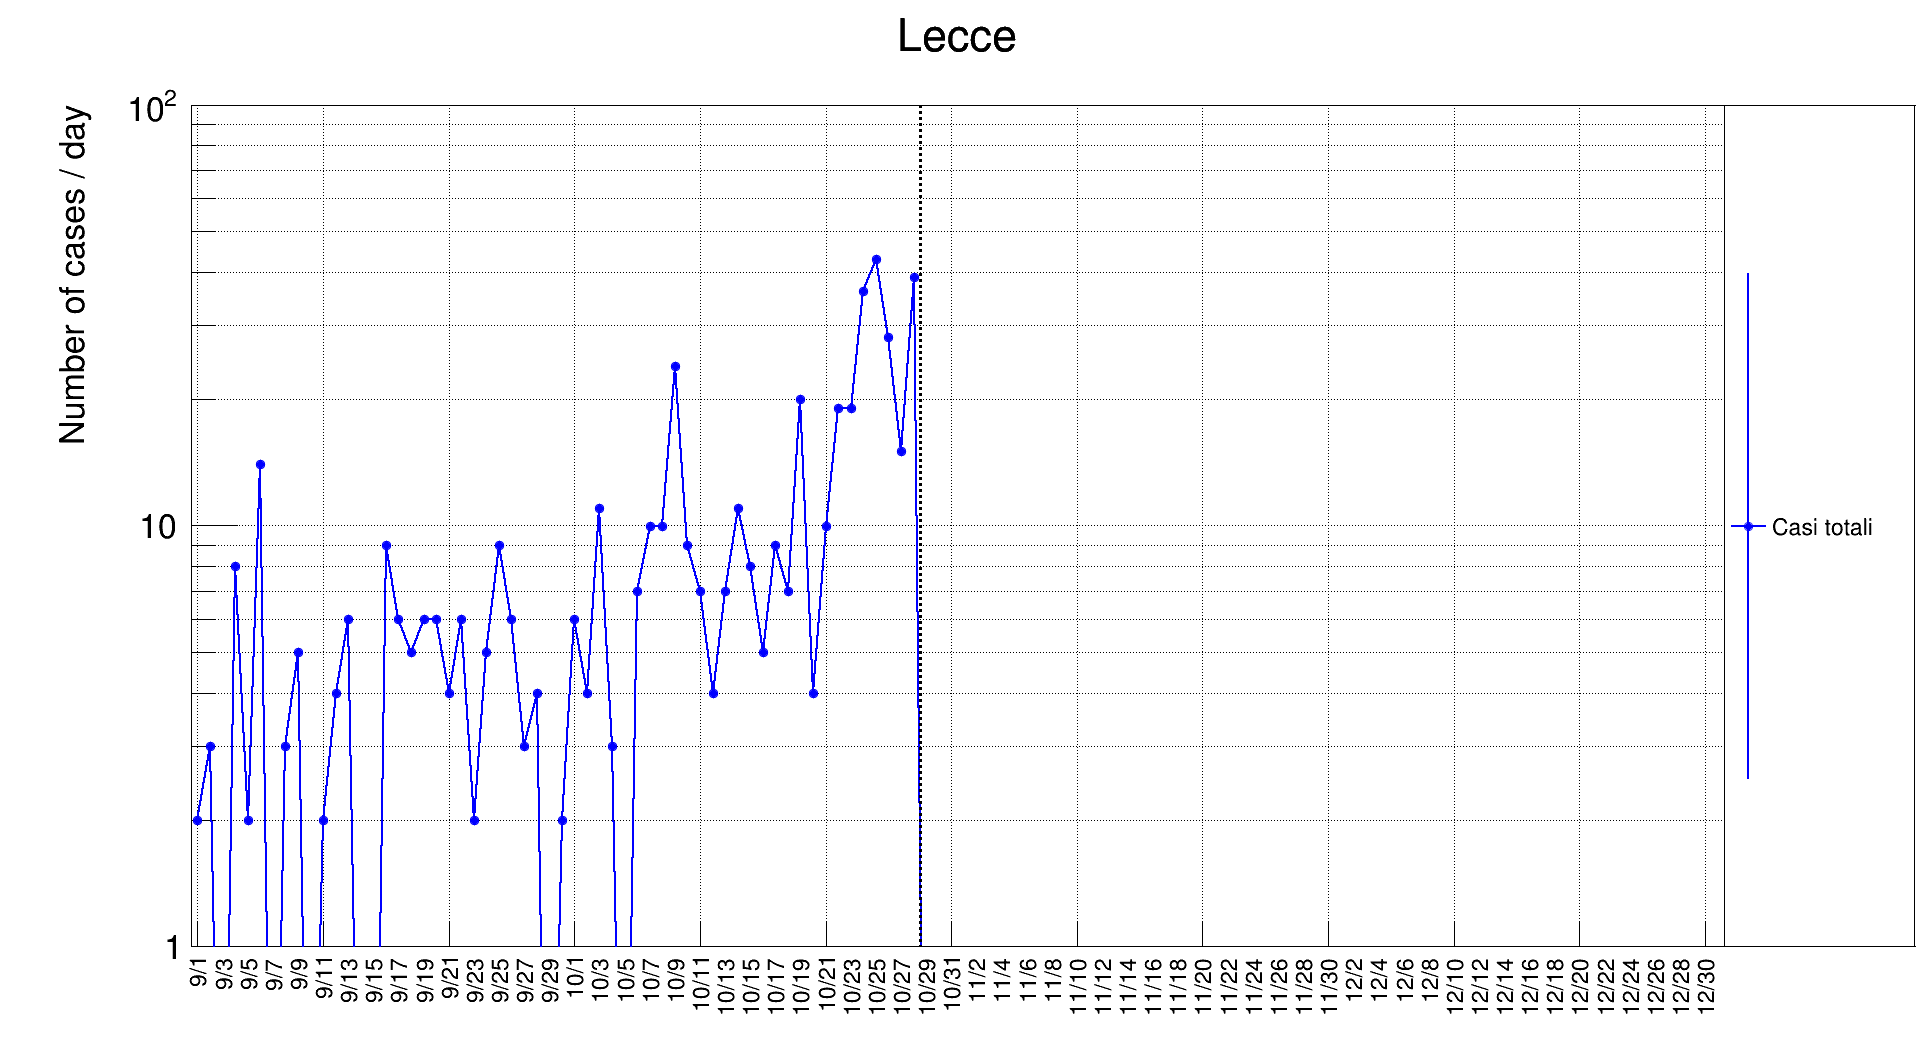 Lecce
Number of cases / day
10²
10
1
9/1 9/3 9/5 9/7 9/9 9/11 9/13 9/15 9/17 9/19 9/21 9/23 9/25 9/27 9/29 10/1 10/3 10/5 10/7 10/9 10/11 10/13 10/15 10/17 10/19 10/21 10/23 10/25 10/27 10/29 10/31 11/2 11/4 11/6 11/8 11/10 11/12 11/14 11/16 11/18 11/20 11/22 11/24 11/26 11/28 11/30 12/2 12/4 12/6 12/8 12/10 12/12 12/14 12/16 12/18 12/20 12/22 12/24 12/26 12/28 12/30
Casi totali